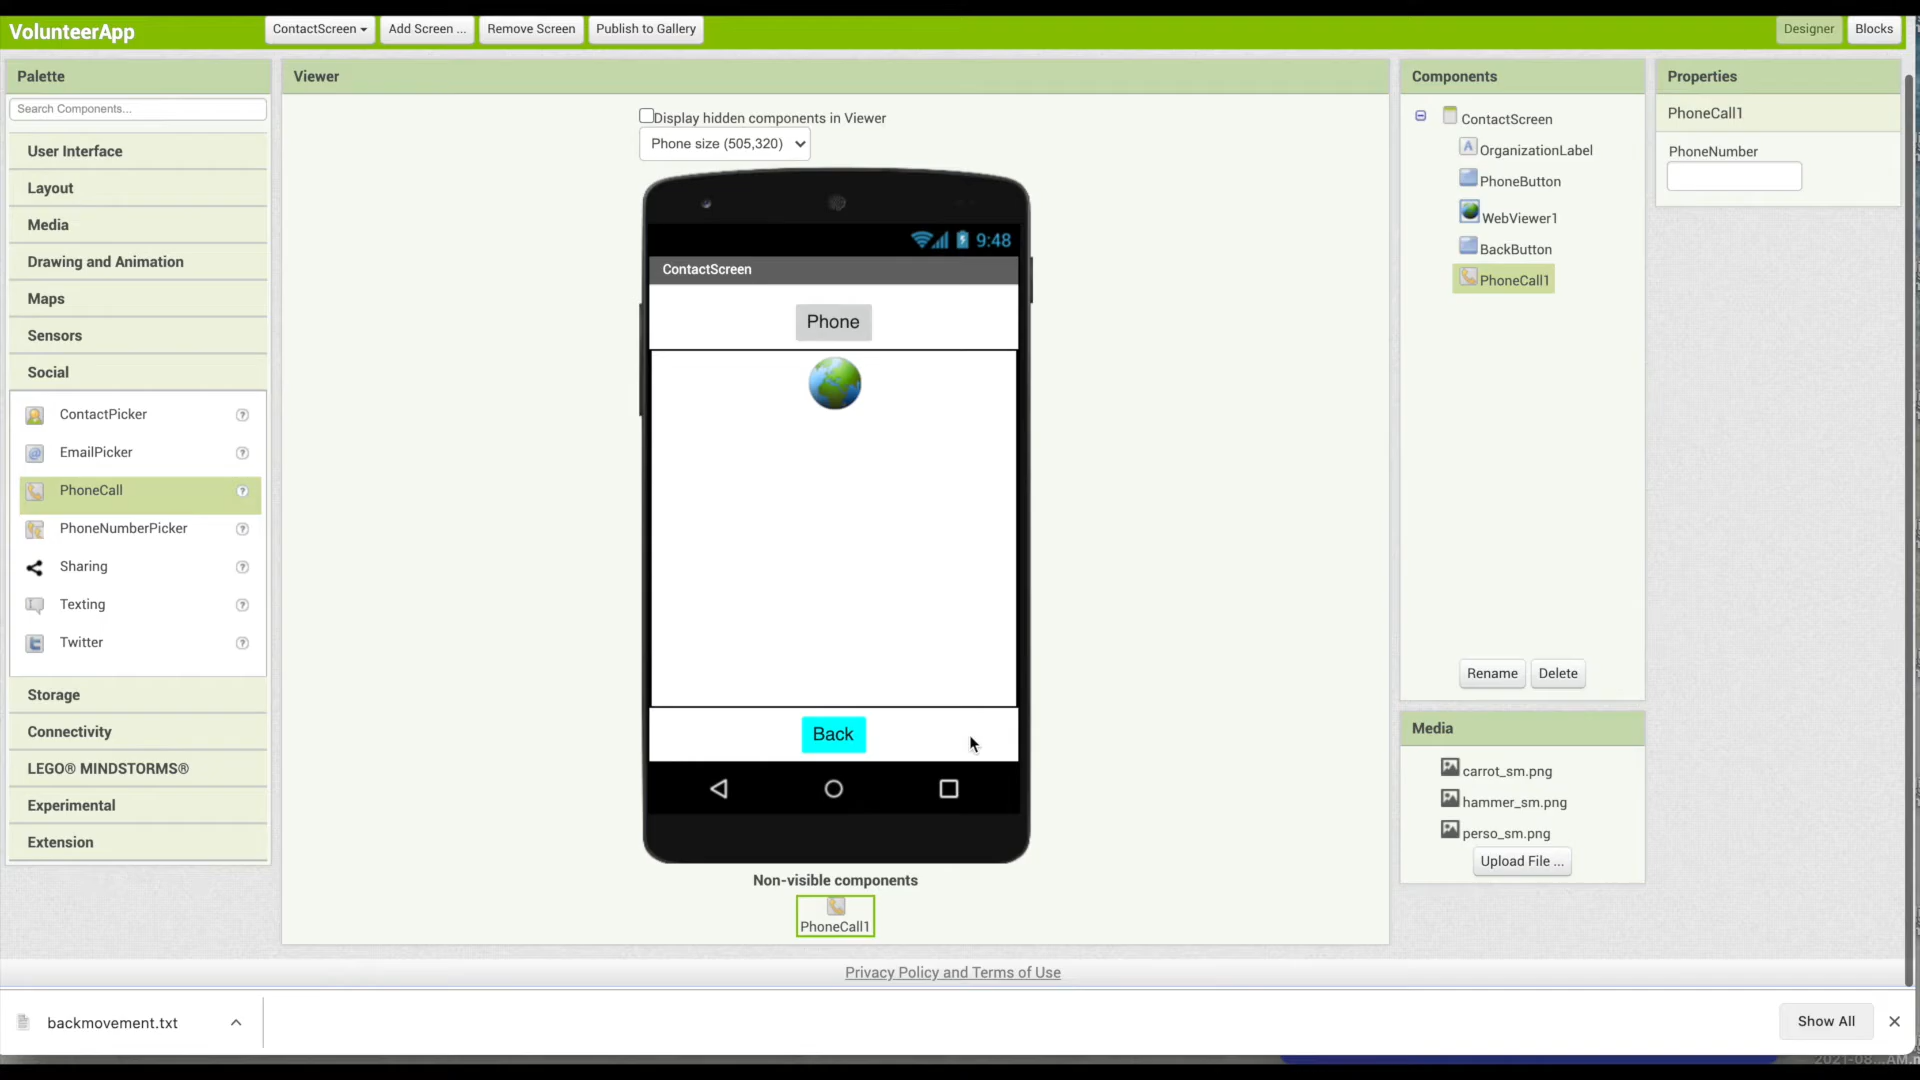 VolunteerApp
ContactScreen
Add Screen ...
Remove Screen
Publish to Gallery
Designer
Blocks
Palette
Search Components...
User Interface
Layout
Media
Drawing and Animation
Maps
Sensors
Social
ContactPicker
?
EmailPicker
?
PhoneCall
?
PhoneNumberPicker
?
Sharing
?
Texting
?
Twitter
?
Storage
Connectivity
LEGO® MINDSTORMS®
Experimental
Extension
Viewer
Display hidden components in Viewer
Phone size (505,320)
9:48
ContactScreen
Phone
Back
Non-visible components
PhoneCall1
Components
ContactScreen
A OrganizationLabel
PhoneButton
WebViewer1
BackButton
PhoneCall1
Rename
Delete
Media
carrot_sm.png
hammer_sm.png
perso_sm.png
Upload File ...
Properties
PhoneCall1
PhoneNumber
Privacy Policy and Terms of Use
backmovement.txt
Show All